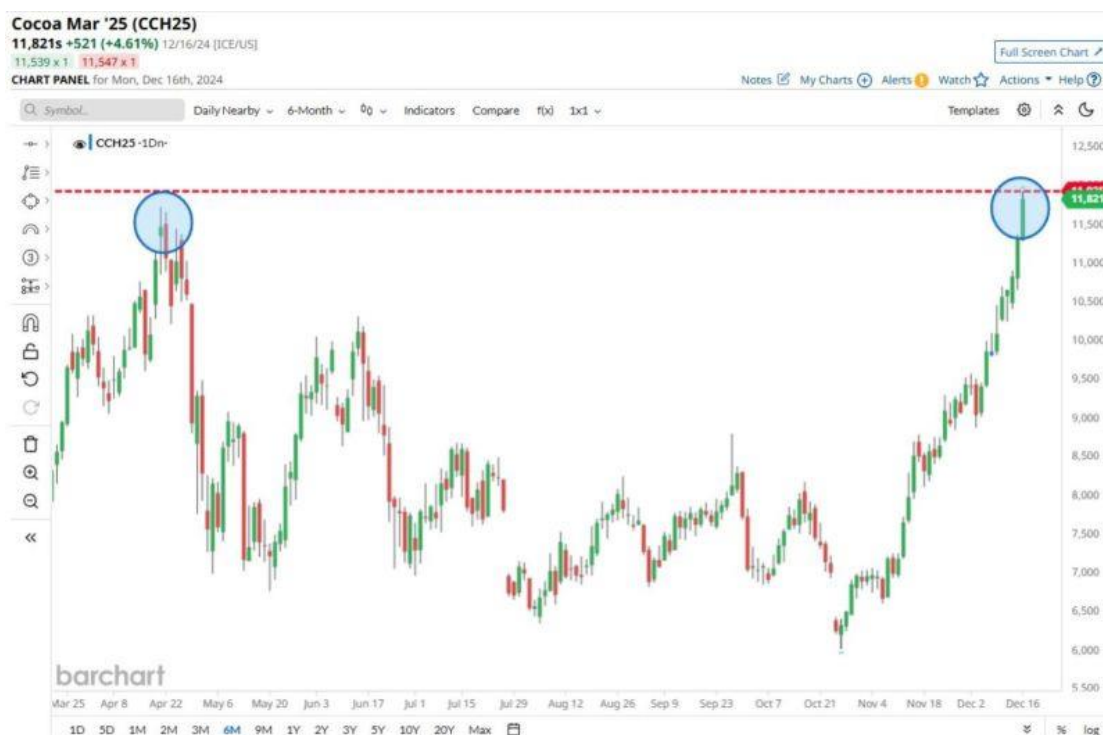 Cocoa Mar '25 (CCH25)
11,821s +521 (+4.61%) 12/16/24 [ICE/US]
11,539 x 1 11,547 x 1
Full Screen Chart
CHART PANEL for Mon, Dec 16th, 2024
Notes My Charts Alerts 1 Watch Actions Help
Symbol... Daily Nearby 6-Month Indicators Compare f(x) 1x1 Templates
CCH25 -1Dn-
12,500
11,821
11,500
11,000
10,500
10,000
9,500
9,000
8,500
8,000
7,500
7,000
6,500
6,000
5,500
barchart
Mar 25 Apr 8 Apr 22 May 6 May 20 Jun 3 Jun 17 Jul 1 Jul 15 Jul 29 Aug 12 Aug 26 Sep 9 Sep 23 Oct 7 Oct 21 Nov 4 Nov 18 Dec 2 Dec 16
1D 5D 1M 2M 3M 6M 9M 1Y 2Y 3Y 5Y 10Y 20Y Max % log